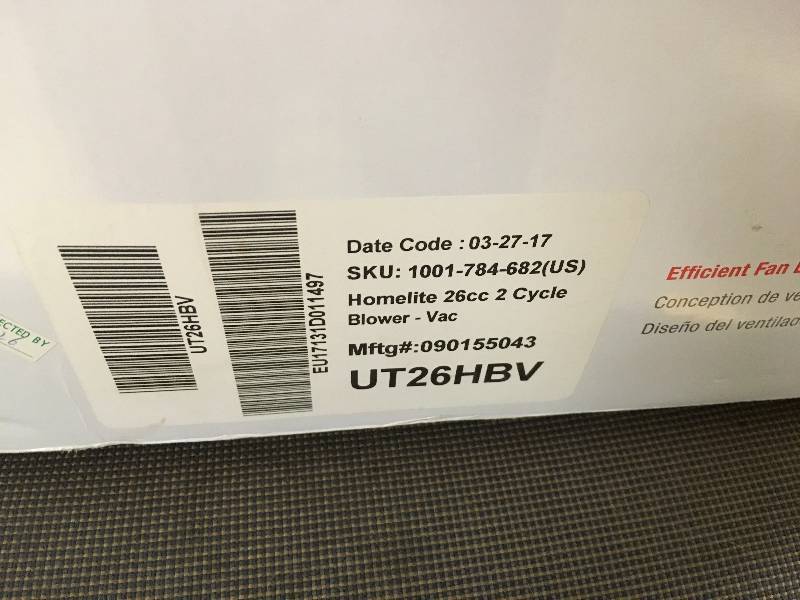 Date Code : 03-27-17
SKU: 1001-784-682(US)
Homelite 26cc 2 Cycle
Blower - Vac
Mftg#:090155043
UT26HBV
UT26HBV
EU17131D011497
BY
Efficient Fan
Conception de
Diseño del